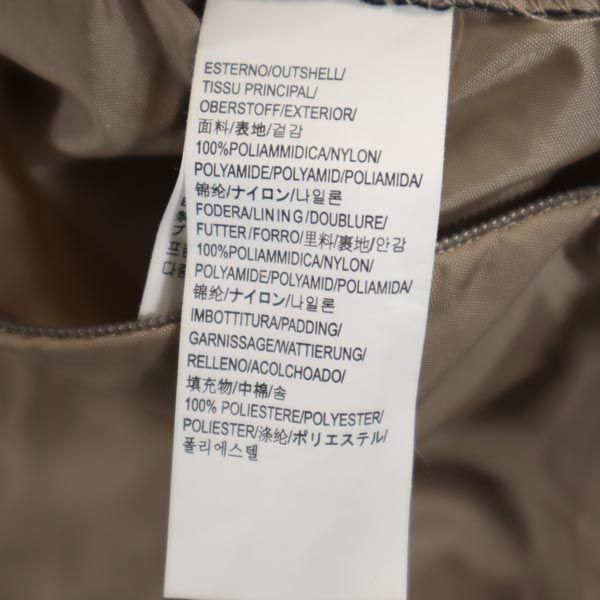 ESTERNO/OUTSHELL/
TISSU PRINCIPAL/
OBERSTOFF/EXTERIOR/
面料/表地/겉감
100%POLIAMMIDICA/NYLON/
POLYAMIDE/POLYAMID/POLIAMIDA/
锦纶/ナイロン/나일론
FODERA/LINING/DOUBLURE/
FUTTER/FORRO/里料/裏地/안감
100%POLIAMMIDICA/NYLON/
POLYAMIDE/POLYAMID/POLIAMIDA/
锦纶/ナイロン/나일론
IMBOTTITURA/PADDING/
GARNISSAGE/WATTIERUNG/
RELLENO/ACOLCHOADO/
填充物/中棉/솜
100% POLIESTERE/POLYESTER/
POLIESTER/涤纶/ポリエステル/
폴리에스텔